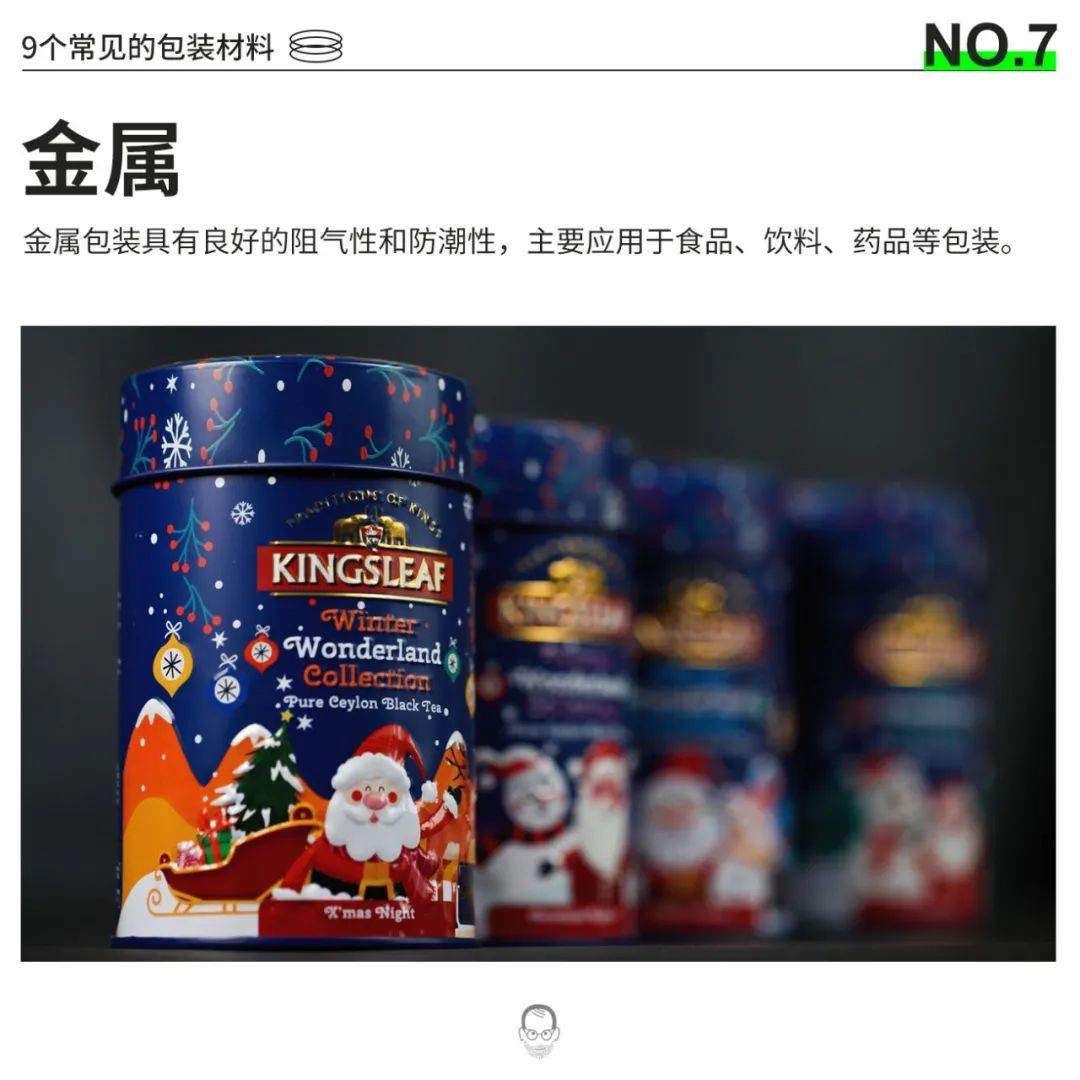 9个常见的包装材料
NO.7
金属
金属包装具有良好的阻气性和防潮性，主要应用于食品、饮料、药品等包装。
TRADITIONS OF KINGS
KINGSLEAF
Winter
Wonderland
Collection
Pure Ceylon Black Tea
X'mas Night